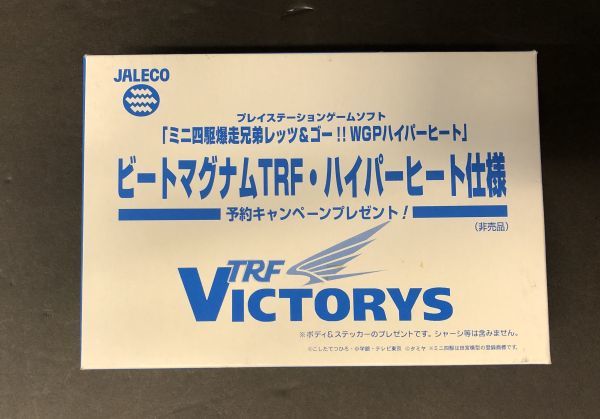 JALECO
プレイステーションゲームソフト
「ミニ四駆爆走兄弟レッツ&ゴー!! WGPハイパーヒート」
ビートマグナムTRF・ハイパーヒート仕様
予約キャンペーンプレゼント!
(非売品)
TRF
VICTORYS
※ボディ&ステッカーのプレゼントです。シャーシ等は含みません。
©こしたてつひろ・小学館・テレビ東京 ©タミヤ ※ミニ四駆は田宮模型の登録商標です。